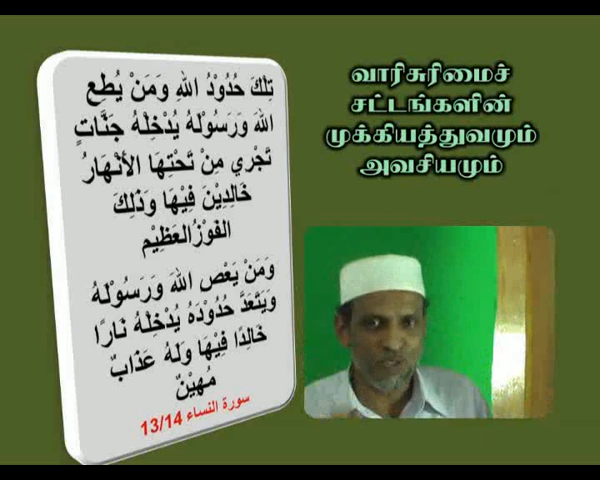 تِلْكَ حُدُوْدُ اللهِ وَمَنْ يُطِعِ
اللهَ وَرَسُوْلَهُ يُدْخِلْهُ جَنَّاتٍ
تَجْرِي مِنْ تَحْتِهَا الأَنْهَارُ
خَالِدِيْنَ فِيْهَا وَذَلِكَ
الفَوْزُالعَظِيْم
وَمَنْ يَعْصِ اللهَ وَرَسُوْلَهُ
وَيَتَعَدَّ حُدُوْدَهُ يُدْخِلْهُ نَارًا
خَالِدًا فِيْهَا وَلَهُ عَذَابٌ
مُهِيْنٌ
سورة النساء 13/14
வாரிசுரிமைச்
சட்டங்களின்
முக்கியத்துவமும்
அவசியமும்